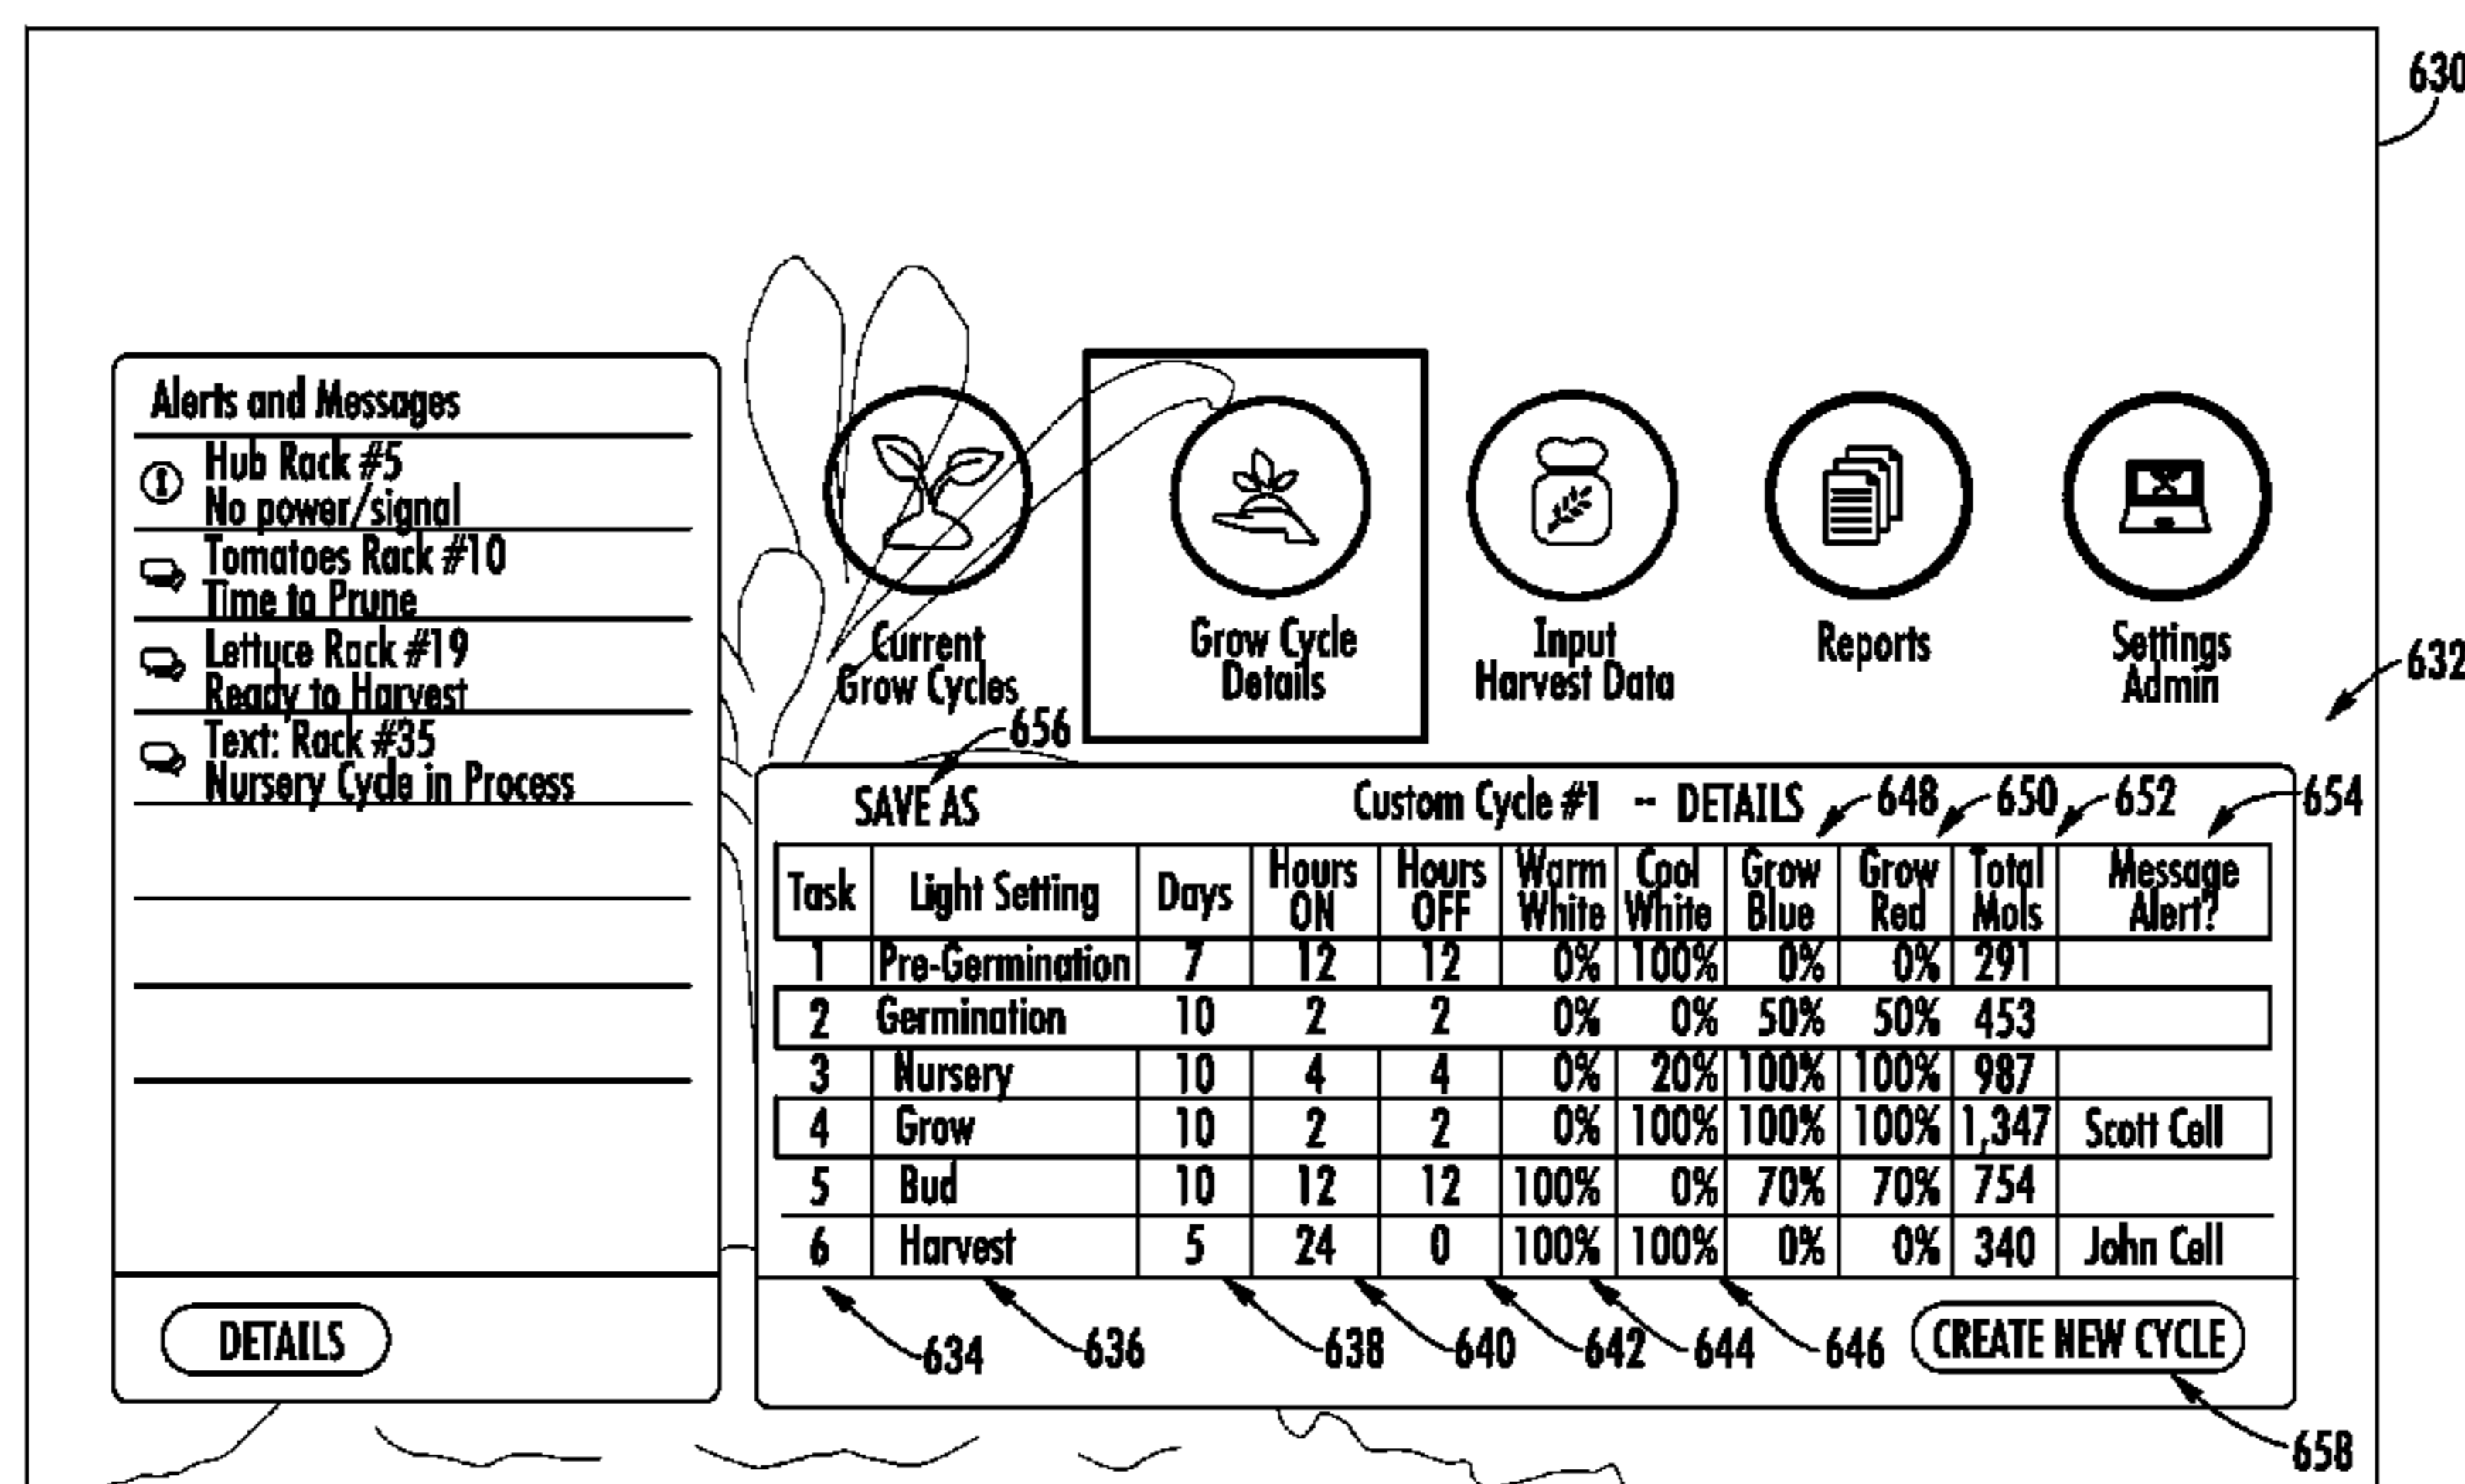 630
Alerts and Messages
Hub Rack #5
No power/signal
Tomatoes Rack #10
Time to Prune
Lettuce Rack #19
Ready to Harvest
Text: Rack #35
Nursery Cycle in Process
DETAILS
Current
Grow Cycles
Grow Cycle
Details
Input
Harvest Data
Reports
Settings
Admin
632
656
SAVE AS
Custom Cycle #1 -- DETAILS
648
650
652
654
Task Light Setting Days Hours ON Hours OFF Warm White Cool White Grow Blue Grow Red Total Mols Message Alert?
1 Pre-Germination 7 12 12 0% 100% 0% 0% 291
2 Germination 10 2 2 0% 0% 50% 50% 453
3 Nursery 10 4 4 0% 20% 100% 100% 987
4 Grow 10 2 2 0% 100% 100% 100% 1,347 Scott Cell
5 Bud 10 12 12 100% 0% 70% 70% 754
6 Harvest 5 24 0 100% 100% 0% 0% 340 John Cell
634
636
638
640
642
644
646
CREATE NEW CYCLE
658